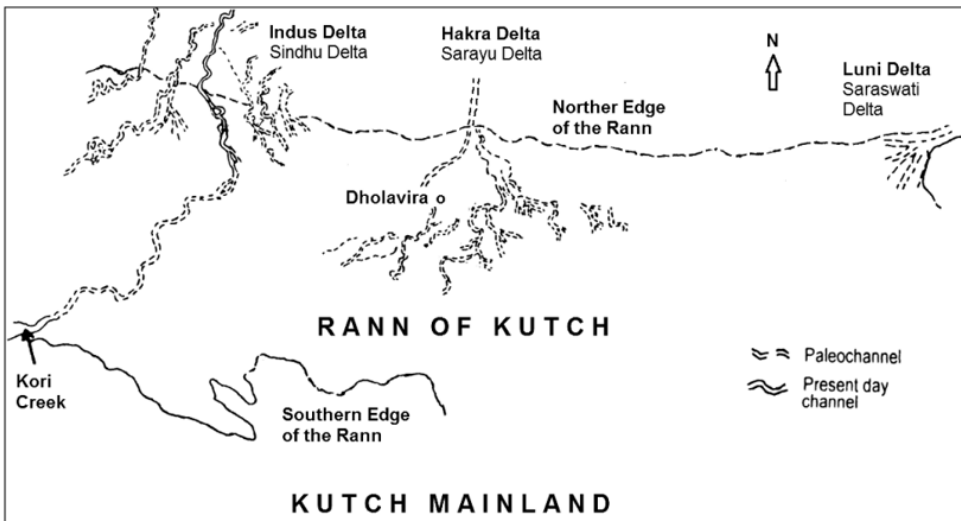 Indus Delta
Sindhu Delta
Hakra Delta
Sarayu Delta
N
Luni Delta
Saraswati
Delta
Norther Edge
of the Rann
Dholavira
RANN OF KUTCH
Kori
Creek
Southern Edge
of the Rann
Paleochannel
Present day
channel
KUTCH MAINLAND